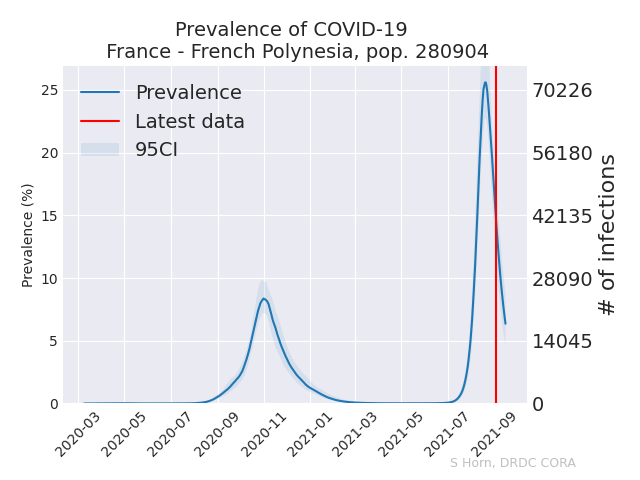 Prevalence of COVID-19
France - French Polynesia, pop. 280904
Prevalence
Latest data
95CI
Prevalence (%)
25
20
15
10
5
0
70226
56180
42135
28090
14045
0
# of infections
2020-03
2020-05
2020-07
2020-09
2020-11
2021-01
2021-03
2021-05
2021-07
2021-09
S Horn, DRDC CORA